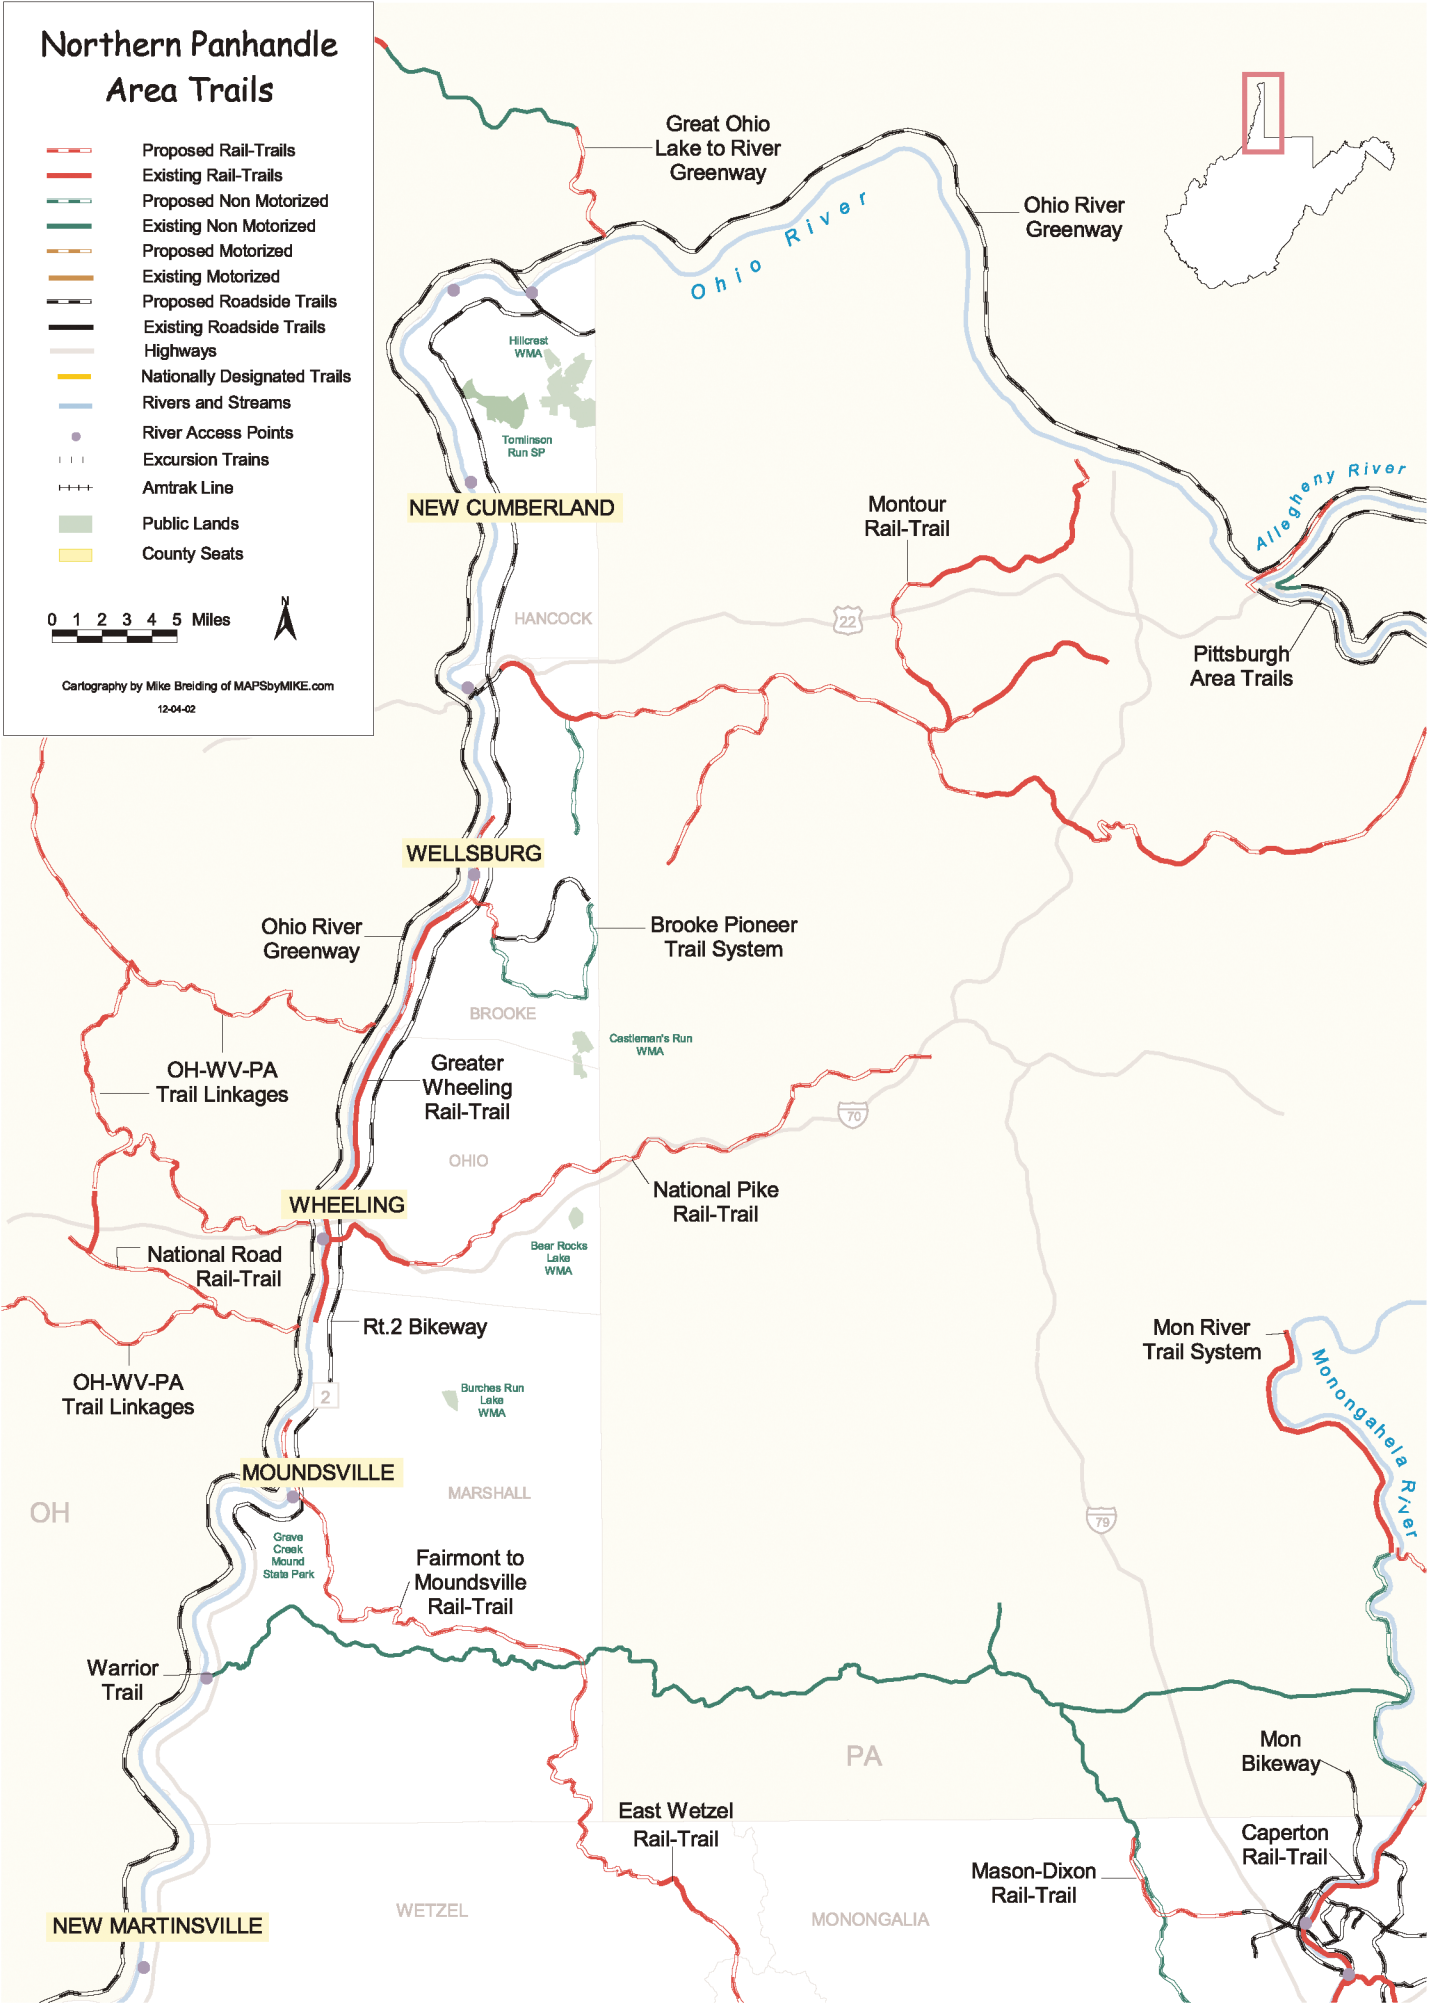 Northern Panhandle
Area Trails
Proposed Rail-Trails
Existing Rail-Trails
Proposed Non Motorized
Existing Non Motorized
Proposed Motorized
Existing Motorized
Proposed Roadside Trails
Existing Roadside Trails
Highways
Nationally Designated Trails
Rivers and Streams
River Access Points
Excursion Trains
Amtrak Line
Public Lands
County Seats
0 1 2 3 4 5 Miles
N
Cartography by Mike Breiding of MAPSbyMIKE.com
12-04-02
Great Ohio
Lake to River
Greenway
Ohio River
Ohio River
Greenway
Hillcrest
WMA
Tomlinson
Run SP
NEW CUMBERLAND
Montour
Rail-Trail
Allegheny River
HANCOCK
22
Pittsburgh
Area Trails
WELLSBURG
Ohio River
Greenway
Brooke Pioneer
Trail System
BROOKE
Castleman's Run
WMA
OH-WV-PA
Trail Linkages
Greater
Wheeling
Rail-Trail
70
OHIO
WHEELING
National Pike
Rail-Trail
National Road
Rail-Trail
Bear Rocks
Lake
WMA
Rt.2 Bikeway
Mon River
Trail System
OH-WV-PA
Trail Linkages
2
Burches Run
Lake
WMA
Monongahela River
MOUNDSVILLE
MARSHALL
OH
79
Grave
Creek
Mound
State Park
Fairmont to
Moundsville
Rail-Trail
Warrior
Trail
PA
Mon
Bikeway
East Wetzel
Rail-Trail
Caperton
Rail-Trail
Mason-Dixon
Rail-Trail
WETZEL
MONONGALIA
NEW MARTINSVILLE